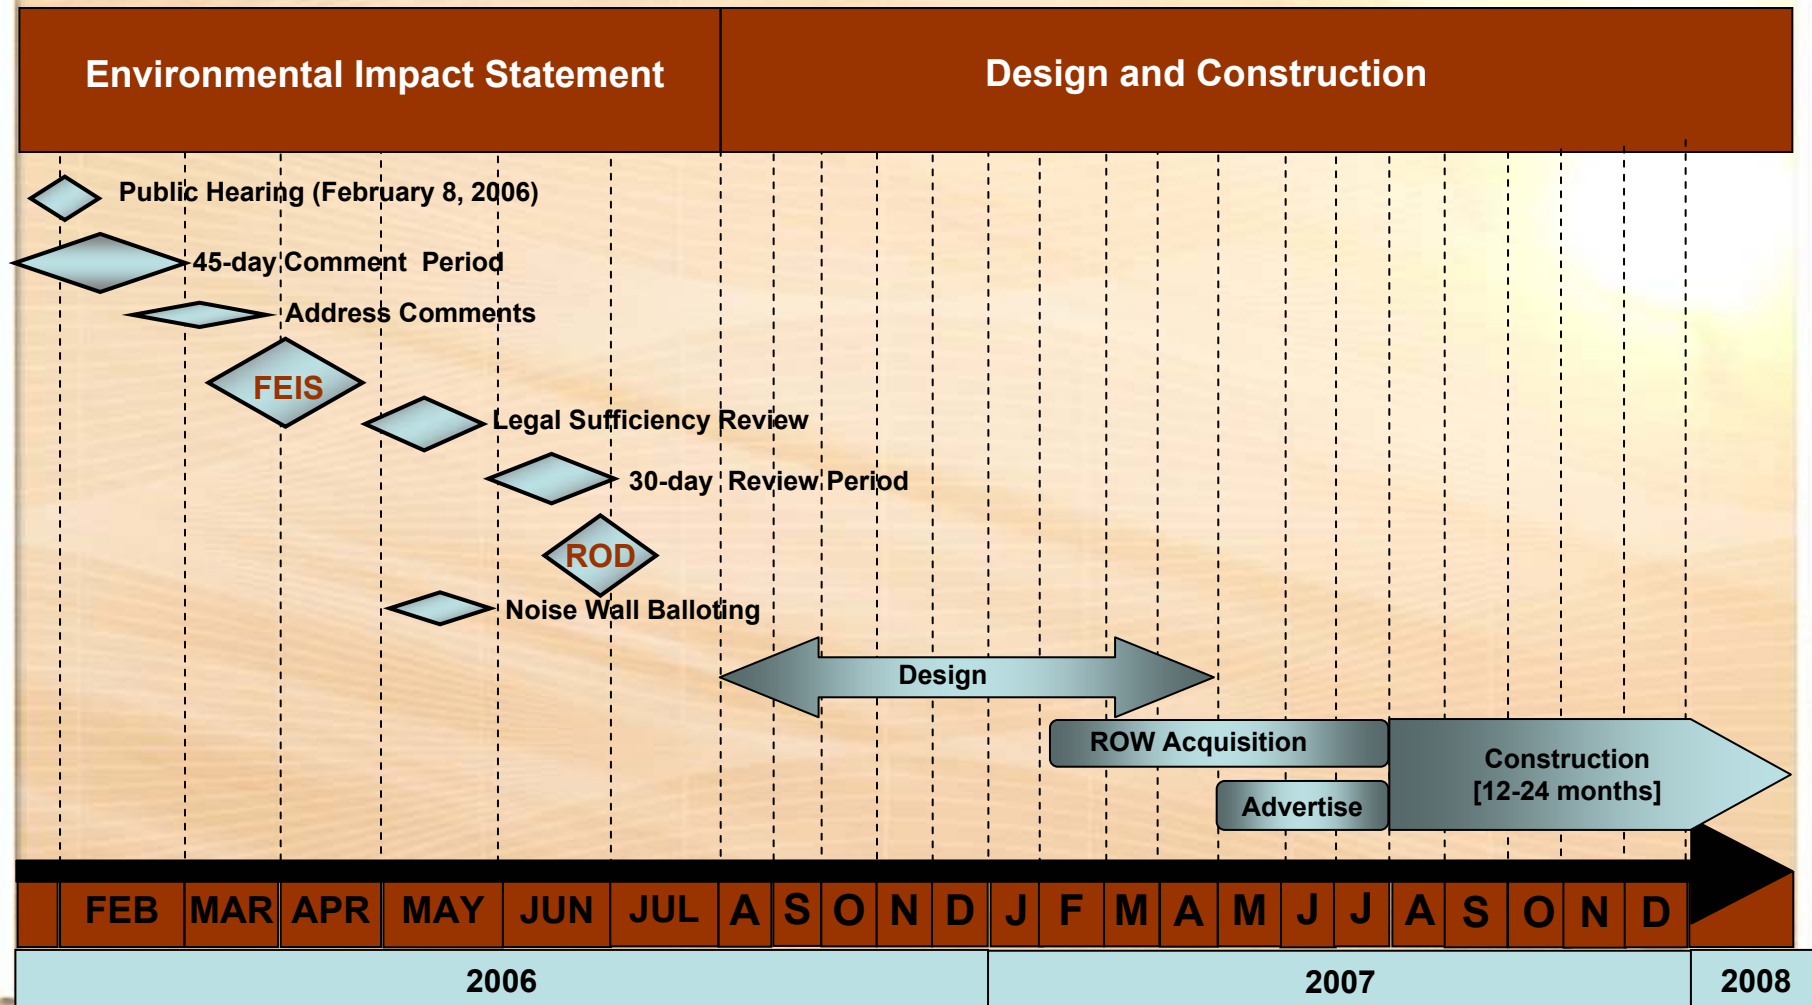 Environmental Impact Statement
Design and Construction
Public Hearing (February 8, 2006)
45-day Comment Period
Address Comments
FEIS
Legal Sufficiency Review
30-day Review Period
ROD
Noise Wall Balloting
Design
ROW Acquisition
Construction
[12-24 months]
Advertise
FEB MAR APR MAY JUN JUL A S O N D J F M A M J J A S O N D
2006 2007 2008